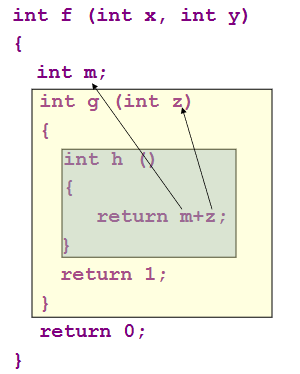 int f (int x, int y)
{
int m;
int g (int z)
{
int h ()
{
return m+z;
}
return 1;
}
return 0;
}